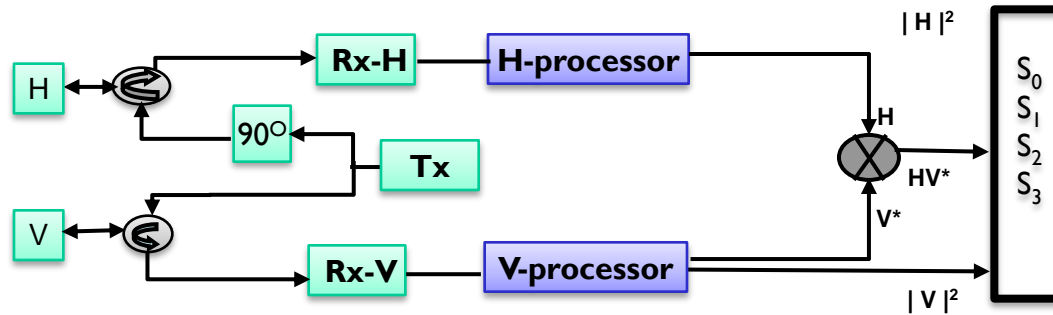 | H |²
Rx-H
H-processor
H
S₀
S₁
S₂
S₃
90°
H
Tx
HV*
V*
V
Rx-V
V-processor
| V |²